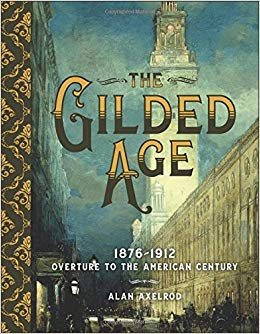 THE
GILDED
AGE
1876–1912
OVERTURE TO THE AMERICAN CENTURY
ALAN AXELROD